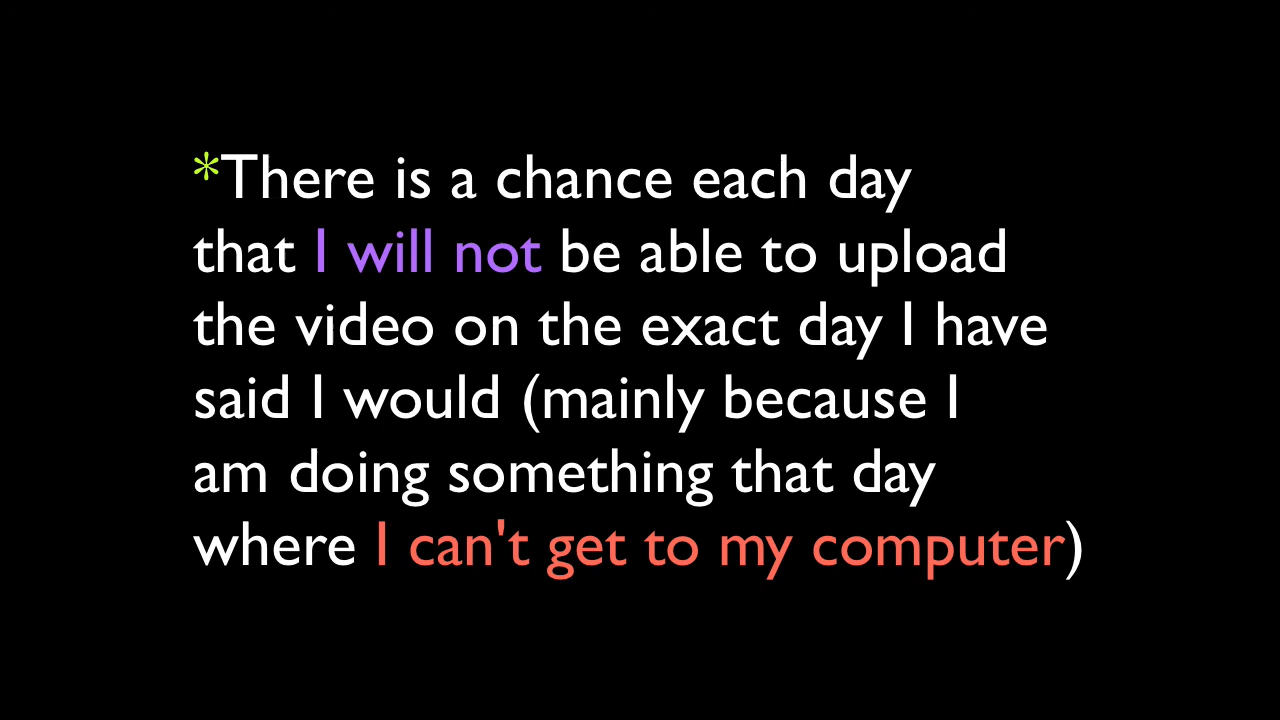 *There is a chance each day
that I will not be able to upload
the video on the exact day I have
said I would (mainly because I
am doing something that day
where I can't get to my computer)